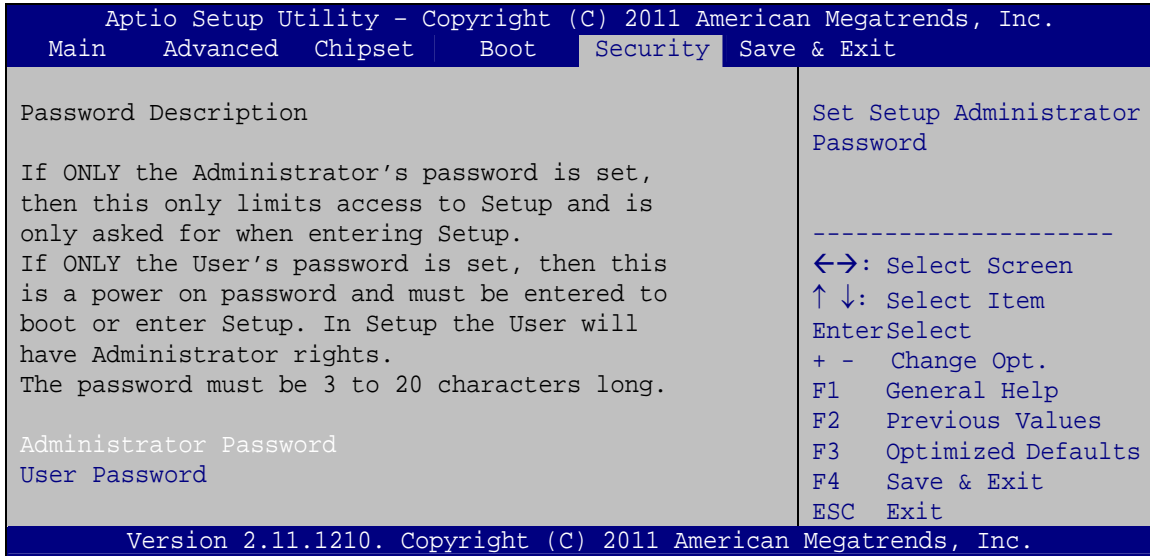 Aptio Setup Utility – Copyright (C) 2011 American Megatrends, Inc.
Main Advanced Chipset Boot Security Save & Exit
Password Description
If ONLY the Administrator’s password is set,
then this only limits access to Setup and is
only asked for when entering Setup.
If ONLY the User’s password is set, then this
is a power on password and must be entered to
boot or enter Setup. In Setup the User will
have Administrator rights.
The password must be 3 to 20 characters long.
Administrator Password
User Password
Set Setup Administrator
Password
---------------------
←→: Select Screen
↑ ↓: Select Item
EnterSelect
+ - Change Opt.
F1 General Help
F2 Previous Values
F3 Optimized Defaults
F4 Save & Exit
ESC Exit
Version 2.11.1210. Copyright (C) 2011 American Megatrends, Inc.